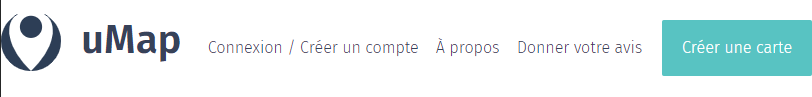 uMap Connexion / Créer un compte À propos Donner votre avis Créer une carte